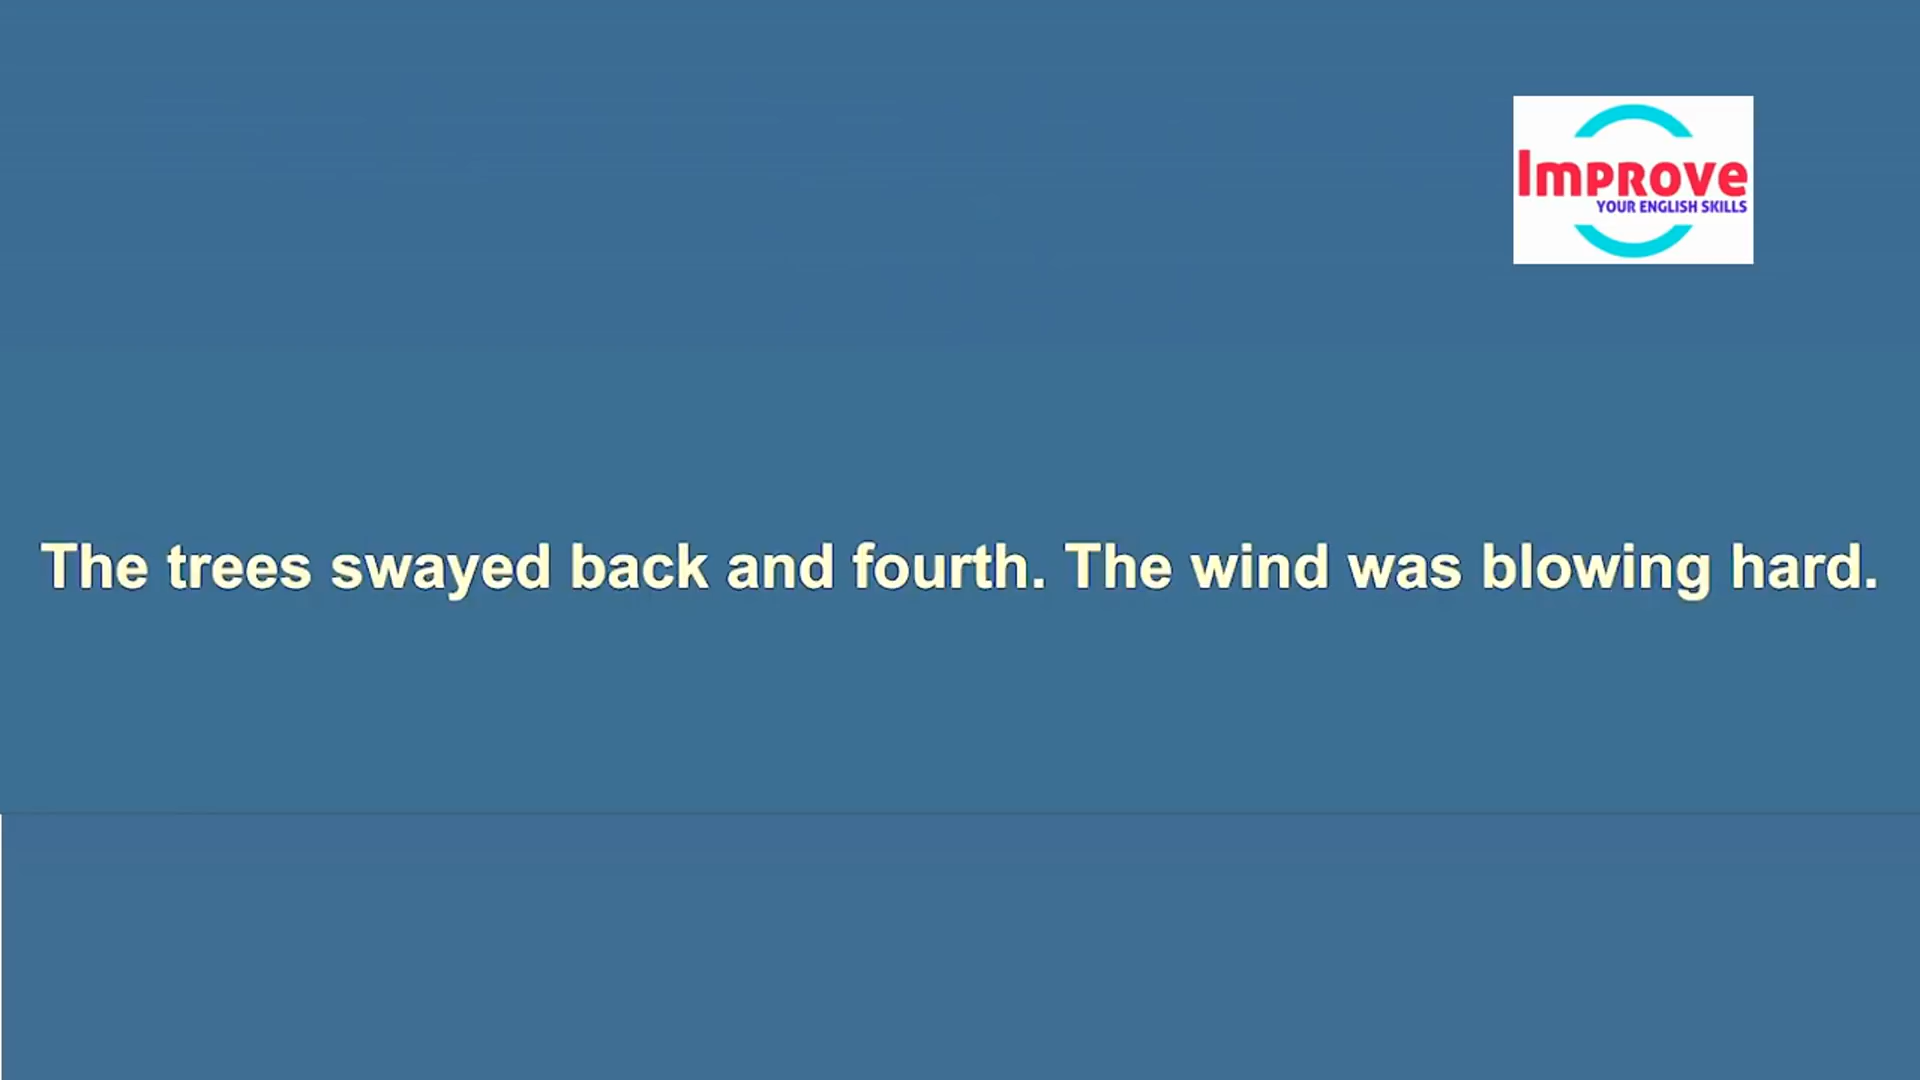 Improve
YOUR ENGLISH SKILLS
The trees swayed back and fourth. The wind was blowing hard.